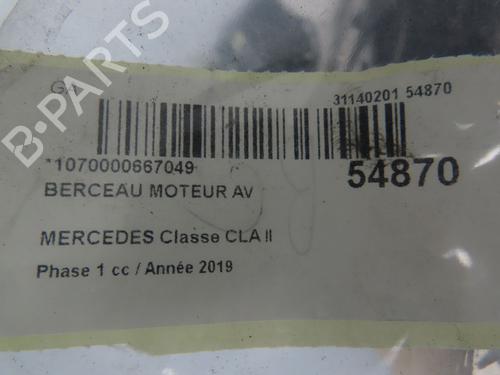 B-PARTS
31140201 54870
*1070000667049
54870
BERCEAU MOTEUR AV
MERCEDES Classe CLA II
Phase 1 cc / Année 2019